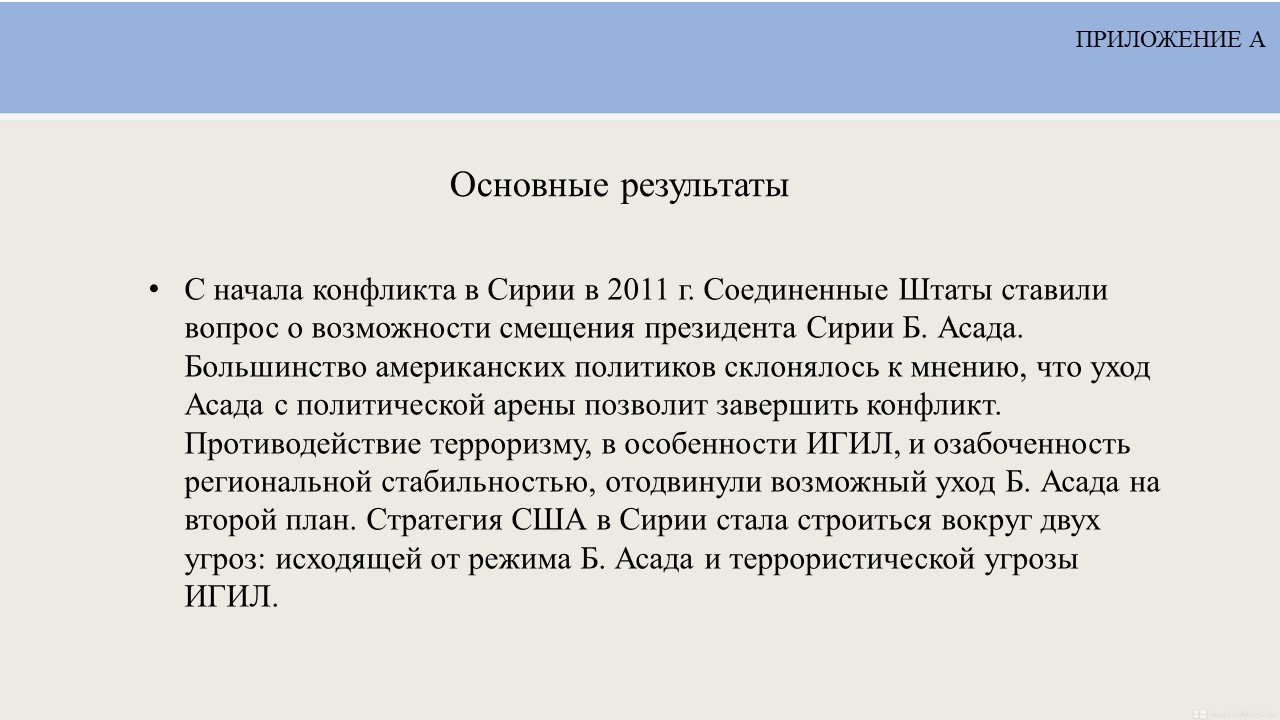 ПРИЛОЖЕНИЕ А
Основные результаты
• С начала конфликта в Сирии в 2011 г. Соединенные Штаты ставили
вопрос о возможности смещения президента Сирии Б. Асада.
Большинство американских политиков склонялось к мнению, что уход
Асада с политической арены позволит завершить конфликт.
Противодействие терроризму, в особенности ИГИЛ, и озабоченность
региональной стабильностью, отодвинули возможный уход Б. Асада на
второй план. Стратегия США в Сирии стала строиться вокруг двух
угроз: исходящей от режима Б. Асада и террористической угрозы
ИГИЛ.